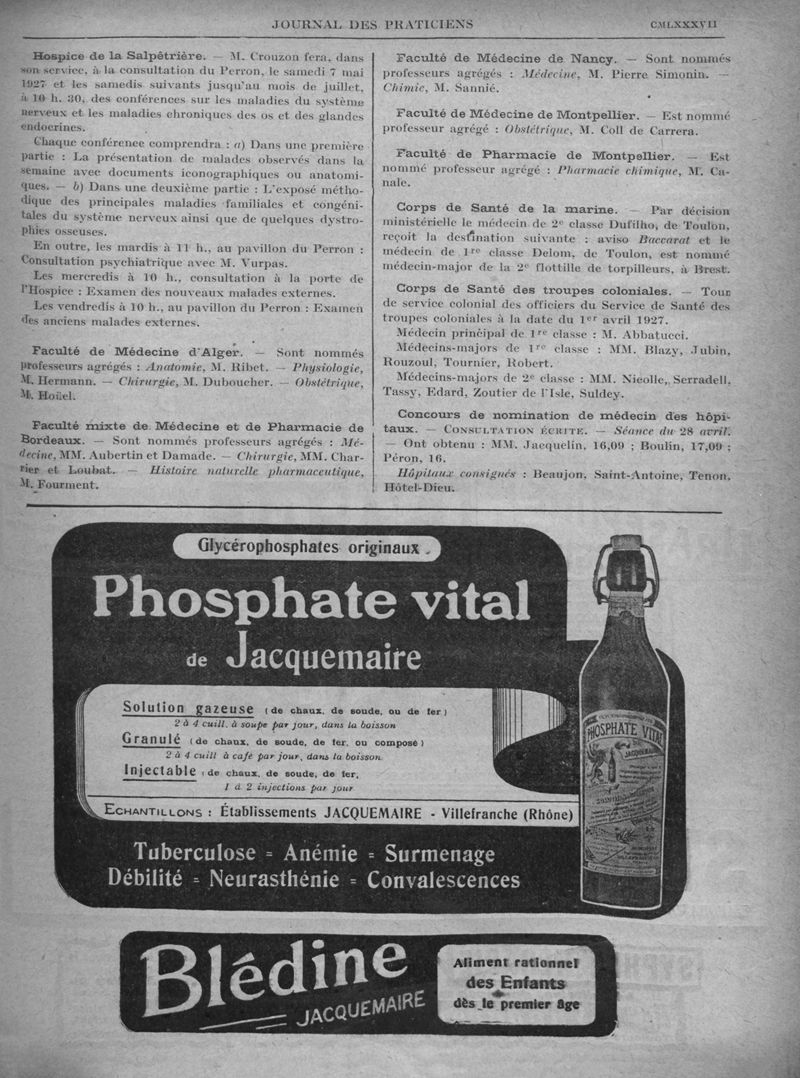 JOURNAL DES PRATICIENS
CMLXXXVII
Hospice de la Salpêtrière. — M. Crouzon fera, dans
son service, à la consultation du Perron, le samedi 7 mai
1927 et les samedis suivants jusqu'au mois de juillet,
à 10 h. 30, des conférences sur les maladies du système
nerveux et les maladies chroniques des os et des glandes
endocrines.
Chaque conférence comprendra : a) Dans une première
partie : La présentation de malades observés dans la
semaine avec documents iconographiques ou anatomi-
ques. — b) Dans une deuxième partie : L'exposé métho-
dique des principales maladies familiales et congéni-
tales du système nerveux ainsi que de quelques dystro-
phies osseuses.
En outre, les mardis à 11 h., au pavillon du Perron :
Consultation psychiatrique avec M. Vurpas.
Les mercredis à 10 h., consultation à la porte de
l'Hospice : Examen des nouveaux malades externes.
Les vendredis à 10 h., au pavillon du Perron : Examen
des anciens malades externes.
Faculté de Médecine d'Alger. — Sont nommés
professeurs agrégés : Anatomie, M. Ribet. — Physiologie,
M. Hermann. — Chirurgie, M. Duboucher. — Obstétrique,
M. Hoüel.
Faculté mixte de Médecine et de Pharmacie de
Bordeaux. — Sont nommés professeurs agrégés : Mé-
decine, MM. Aubertin et Damade. — Chirurgie, MM. Char-
rier et Loubat. — Histoire naturelle pharmaceutique,
M. Fourment.
Faculté de Médecine de Nancy. — Sont nommés
professeurs agrégés : Médecine, M. Pierre Simonin. —
Chimie, M. Sannié.
Faculté de Médecine de Montpellier. — Est nommé
professeur agrégé : Obstétrique, M. Coll de Carrera.
Faculté de Pharmacie de Montpellier. — Est
nommé professeur agrégé : Pharmacie chimique, M. Ca-
nale.
Corps de Santé de la marine. — Par décision
ministérielle le médecin de 2e classe Dufilho, de Toulon,
reçoit la destination suivante : aviso Baccarat et le
médecin de 1re classe Delom, de Toulon, est nommé
médecin-major de la 2e flottille de torpilleurs, à Brest.
Corps de Santé des troupes coloniales. — Tour
de service colonial des officiers du Service de Santé des
troupes coloniales à la date du 1er avril 1927.
Médecin principal de 1re classe : M. Abbatucci.
Médecins-majors de 1re classe : MM. Blazy, Jubin,
Rouzoul, Tournier, Robert.
Médecins-majors de 2e classe : MM. Nicolle, Serradell,
Tassy, Edard, Zoutier de l'Isle, Suldey.
Concours de nomination de médecin des hôpi-
taux. — CONSULTATION ÉCRITE. — Séance du 28 avril.
— Ont obtenu : MM. Jacquelin, 16,09 ; Boulin, 17,09 ;
Péron, 16.
Hôpitaux consignés : Beaujon, Saint-Antoine, Tenon,
Hôtel-Dieu.
Glycérophosphates originaux
Phosphate vital
de Jacquemaire
Solution gazeuse (de chaux, de soude, ou de fer)
2 à 4 cuill. à soupe par jour, dans la boisson
Granulé (de chaux, de soude, de fer, ou composé)
2 à 4 cuill à café par jour, dans la boisson
Injectable (de chaux, de soude, de fer,
1 à 2 injections par jour
ECHANTILLONS : Établissements JACQUEMAIRE - Villefranche (Rhône)
Tuberculose = Anémie = Surmenage
Débilité = Neurasthénie = Convalescences
PHOSPHATE VITAL
DE
JACQUEMAIRE
Blédine
JACQUEMAIRE
Aliment rationnel
des Enfants
dès le premier âge